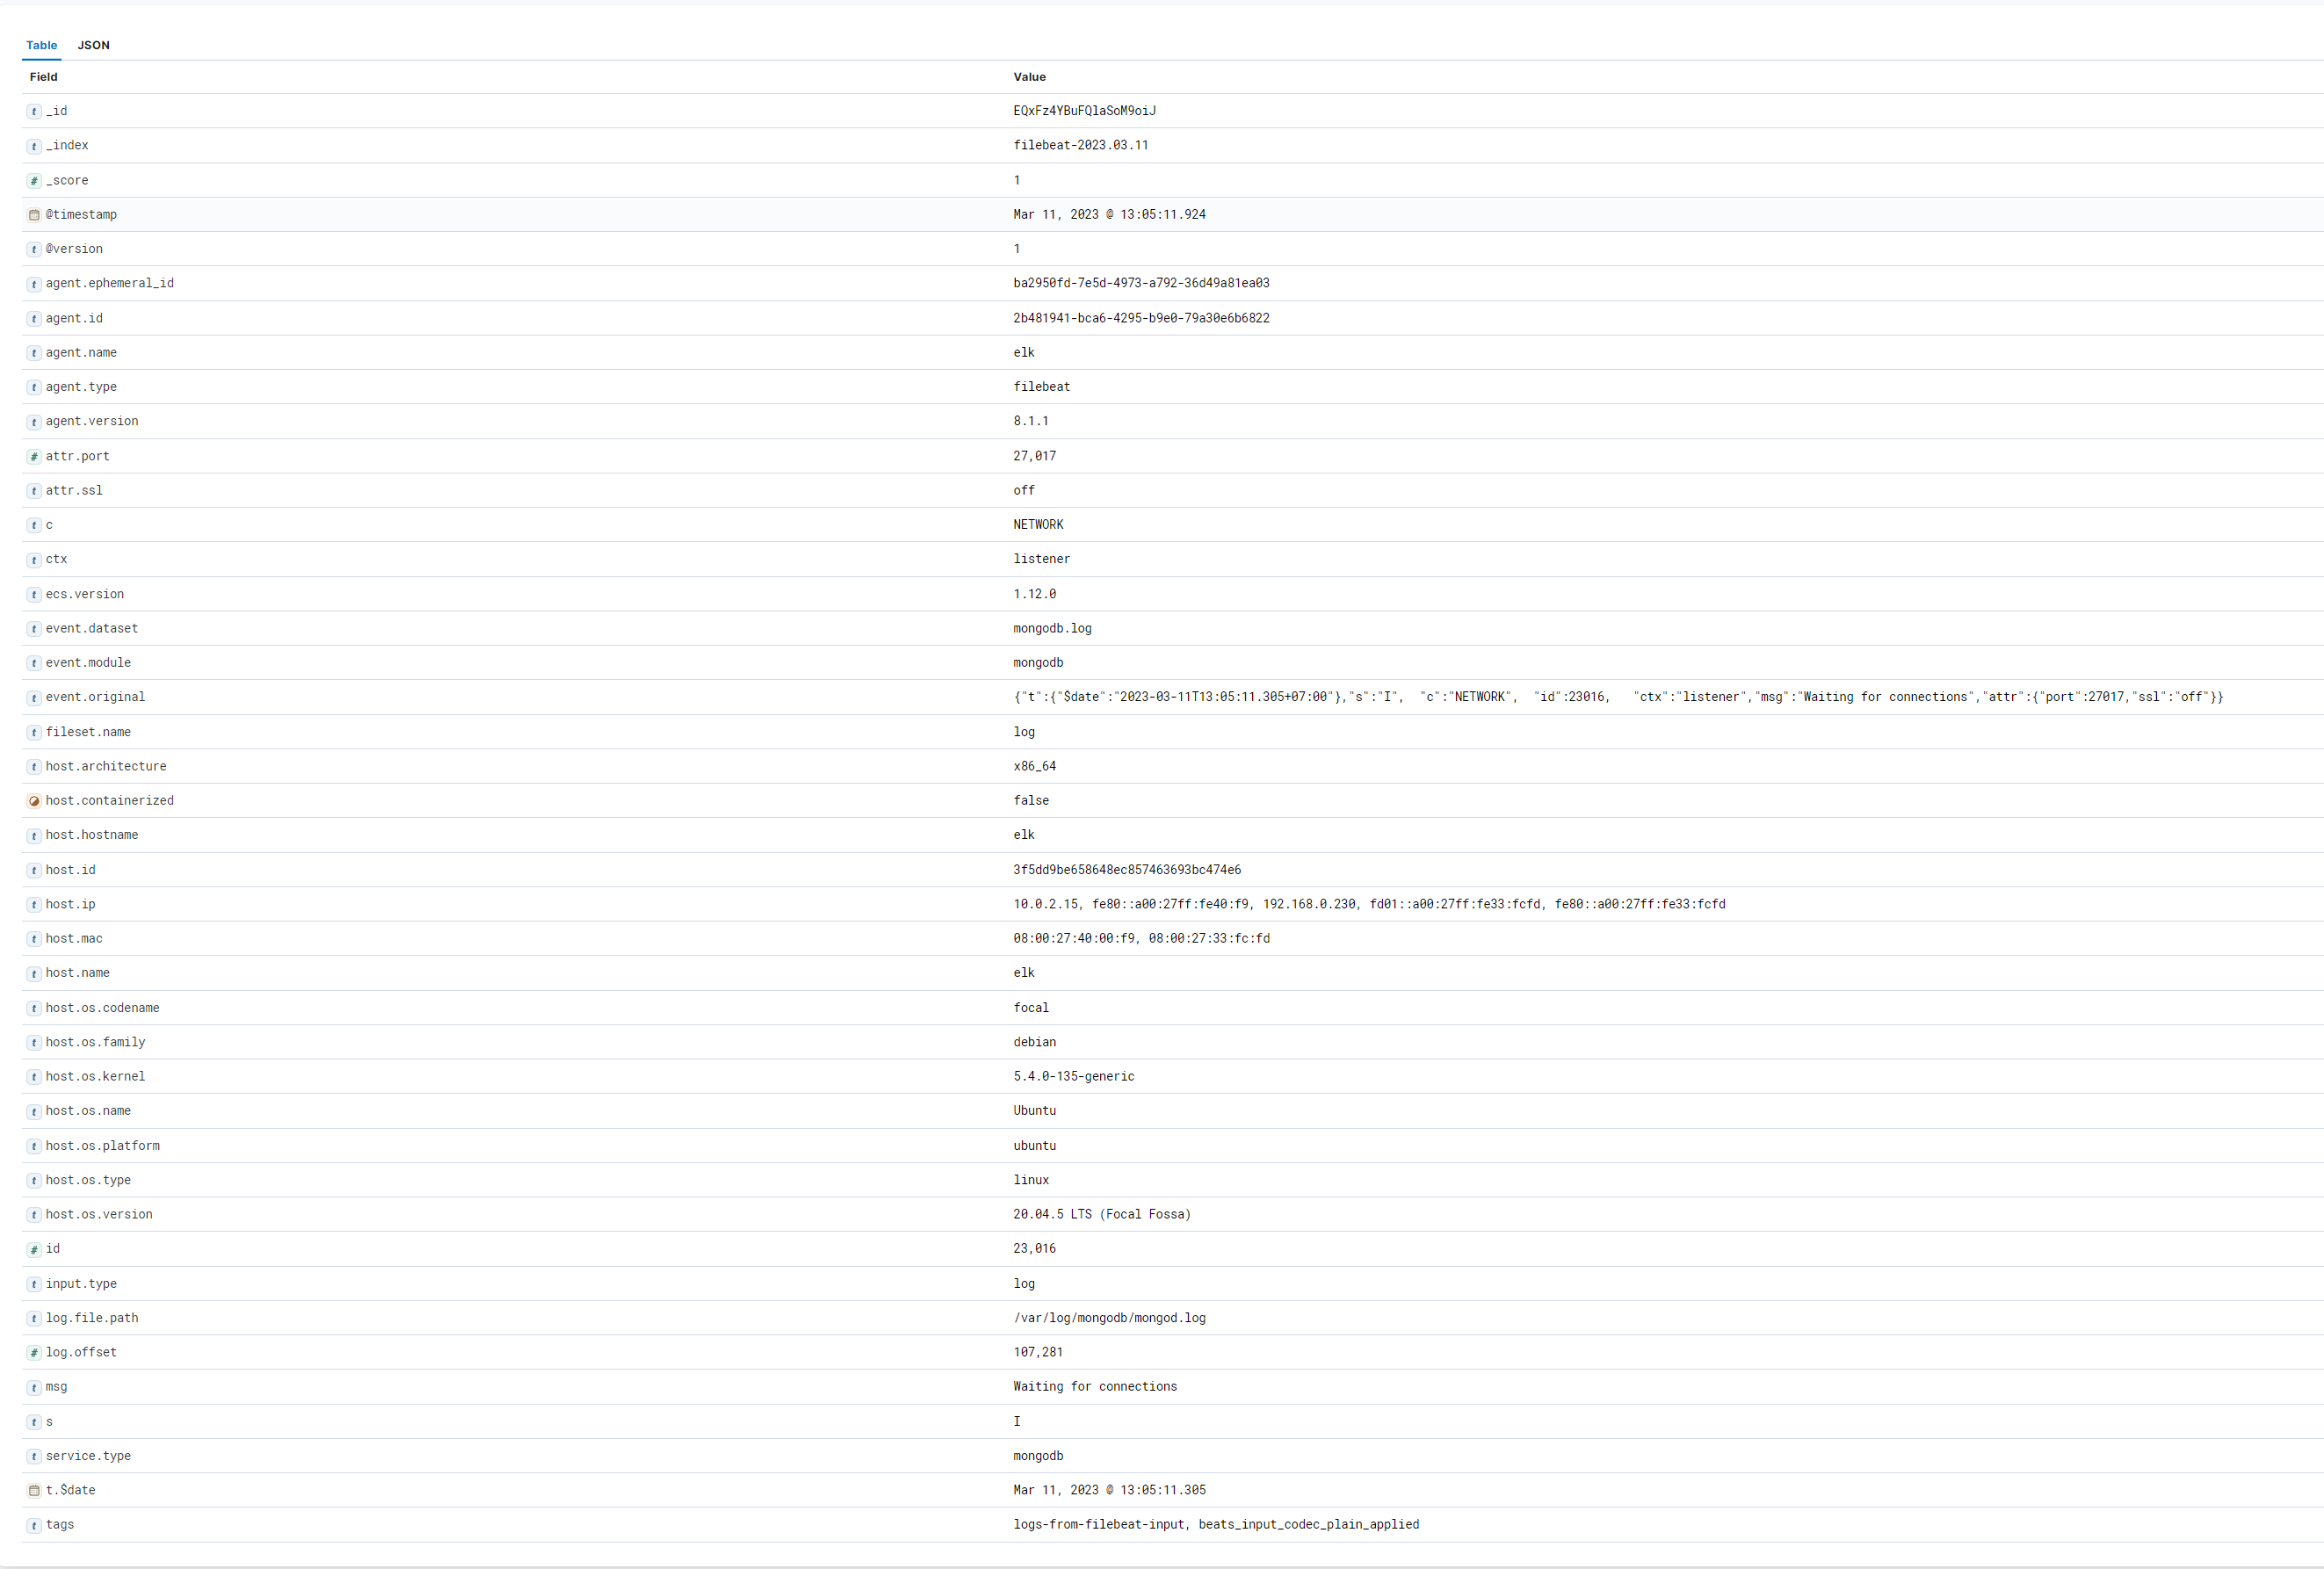 Table JSON
Field Value
_id EQxFz4YBuFQlaSoM9oiJ
_index filebeat-2023.03.11
_score 1
@timestamp Mar 11, 2023 @ 13:05:11.924
@version 1
agent.ephemeral_id ba2950fd-7e5d-4973-a792-36d49a81ea03
agent.id 2b481941-bca6-4295-b9e0-79a30e6b6822
agent.name elk
agent.type filebeat
agent.version 8.1.1
attr.port 27,017
attr.ssl off
c NETWORK
ctx listener
ecs.version 1.12.0
event.dataset mongodb.log
event.module mongodb
event.original {"t":{"$date":"2023-03-11T13:05:11.305+07:00"},"s":"I",  "c":"NETWORK",  "id":23016,   "ctx":"listener","msg":"Waiting for connections","attr":{"port":27017,"ssl":"off"}}
fileset.name log
host.architecture x86_64
host.containerized false
host.hostname elk
host.id 3f5dd9be658648ec857463693bc474e6
host.ip 10.0.2.15, fe80::a00:27ff:fe40:f9, 192.168.0.230, fd01::a00:27ff:fe33:fcfd, fe80::a00:27ff:fe33:fcfd
host.mac 08:00:27:40:00:f9, 08:00:27:33:fc:fd
host.name elk
host.os.codename focal
host.os.family debian
host.os.kernel 5.4.0-135-generic
host.os.name Ubuntu
host.os.platform ubuntu
host.os.type linux
host.os.version 20.04.5 LTS (Focal Fossa)
id 23,016
input.type log
log.file.path /var/log/mongodb/mongod.log
log.offset 107,281
msg Waiting for connections
s I
service.type mongodb
t.$date Mar 11, 2023 @ 13:05:11.305
tags logs-from-filebeat-input, beats_input_codec_plain_applied